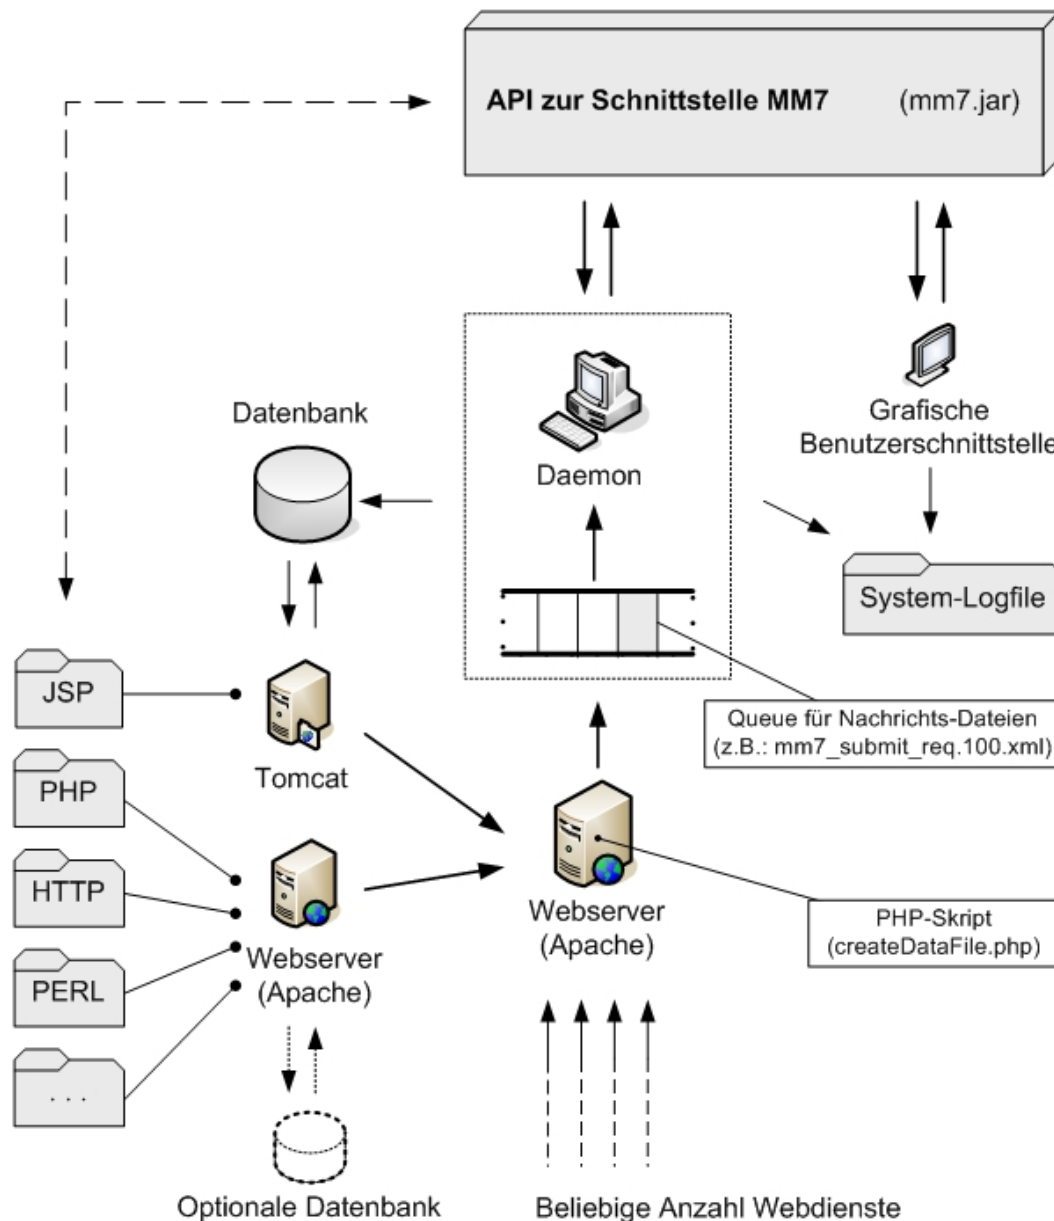 API zur Schnittstelle MM7 (mm7.jar)
Datenbank
Daemon
Grafische
Benutzerschnittstelle
System-Logfile
JSP
Tomcat
Queue für Nachrichts-Dateien
(z.B.: mm7_submit_req.100.xml)
PHP
HTTP
PERL
. . .
Webserver
(Apache)
Webserver
(Apache)
PHP-Skript
(createDataFile.php)
Optionale Datenbank
Beliebige Anzahl Webdienste